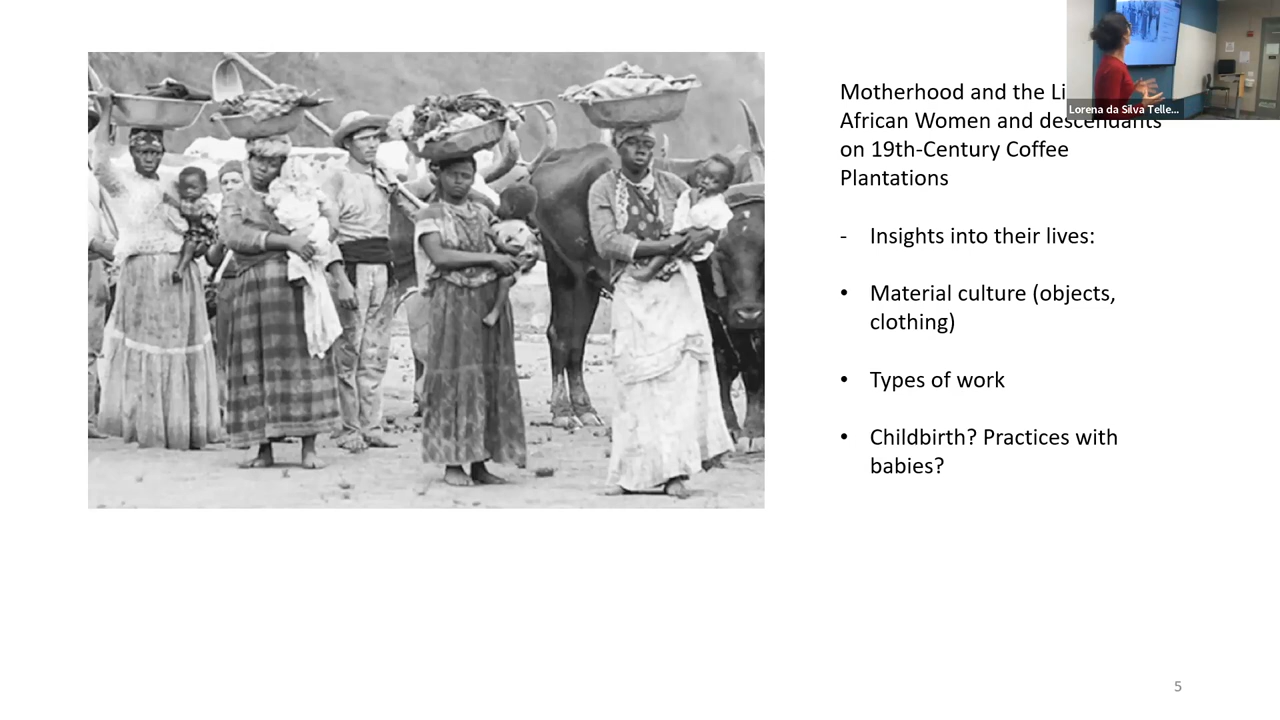 Motherhood and the
African Women and descendants
on 19th-Century Coffee
Plantations
- Insights into their lives:
• Material culture (objects,
clothing)
• Types of work
• Childbirth? Practices with
babies?
Lorena da Silva Telle...
5